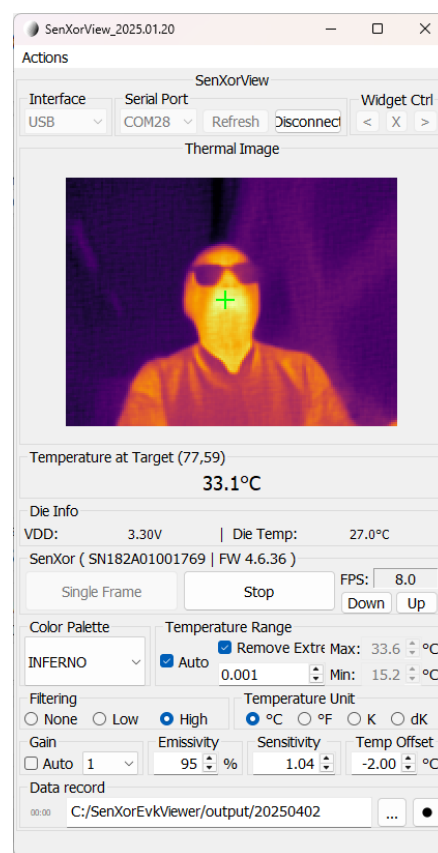 SenXorView_2025.01.20
Actions
SenXorView
Interface Serial Port Widget Ctrl
USB COM28 Refresh Disconnect < X >
Thermal Image
Temperature at Target (77,59)
33.1°C
Die Info
VDD: 3.30V | Die Temp: 27.0°C
SenXor ( SN182A01001769 | FW 4.6.36 )
Single Frame Stop FPS: 8.0
Down Up
Color Palette Temperature Range
INFERNO Auto Remove Extre Max: 33.6 °C
0.001 Min: 15.2 °C
Filtering Temperature Unit
None Low High °C °F K dK
Gain Emissivity Sensitivity Temp Offset
Auto 1 95 % 1.04 -2.00 °C
Data record
00:00 C:/SenXorEvkViewer/output/20250402 ...